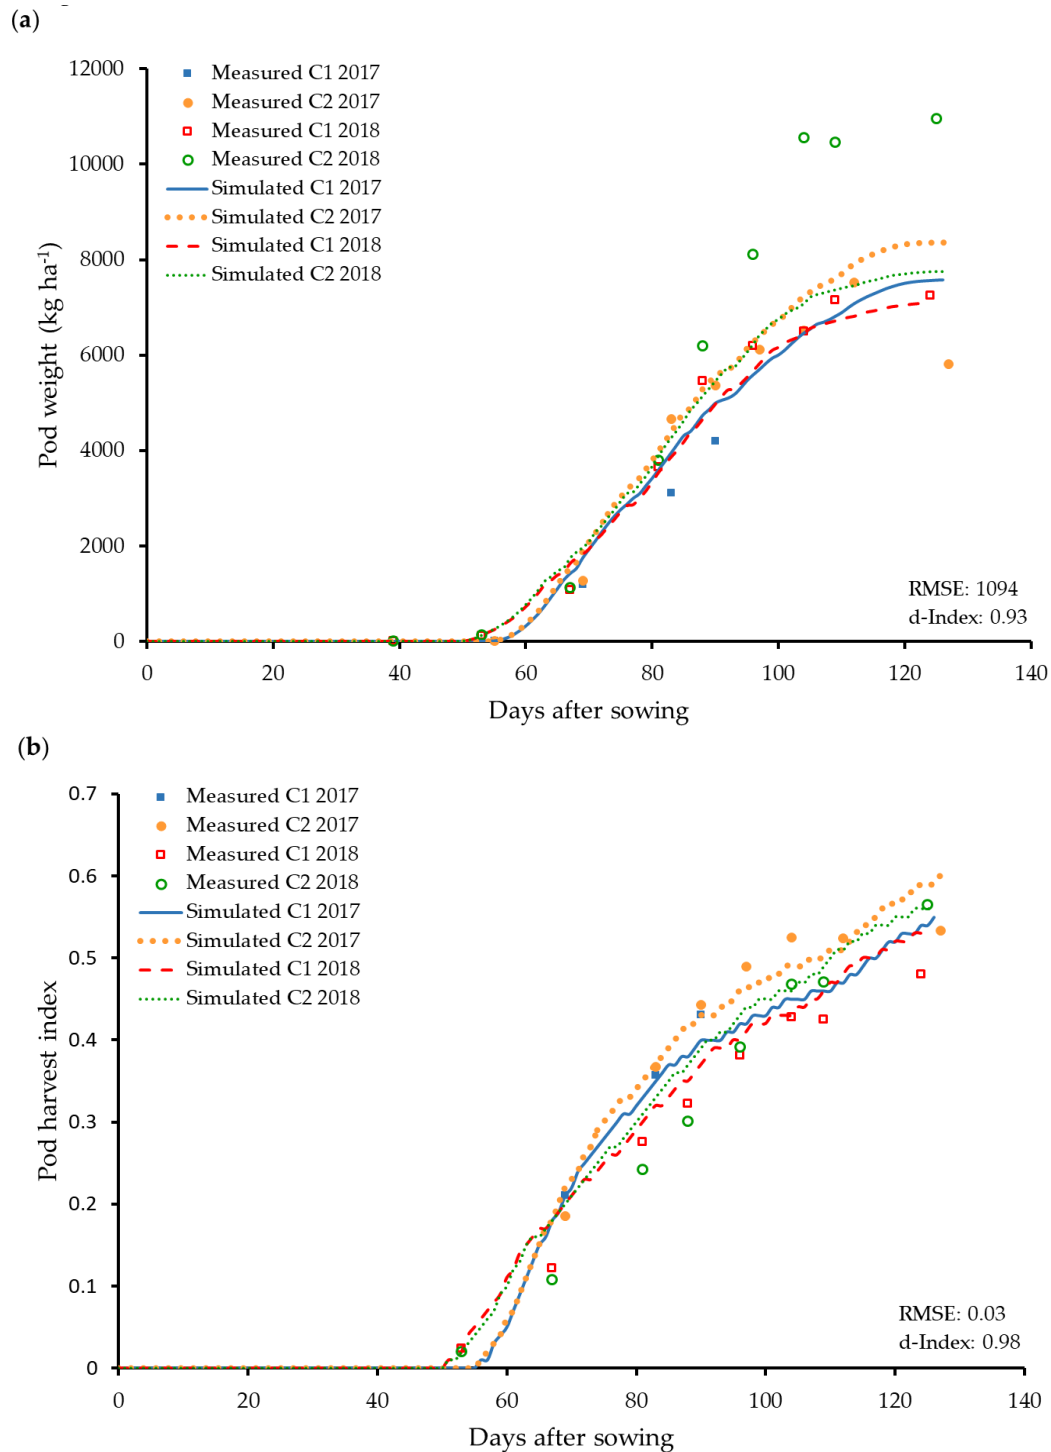 (a)
12000
10000
8000
6000
4000
2000
0
Pod weight (kg ha-1)
Measured C1 2017
Measured C2 2017
Measured C1 2018
Measured C2 2018
Simulated C1 2017
Simulated C2 2017
Simulated C1 2018
Simulated C2 2018
RMSE: 1094
d-Index: 0.93
0 20 40 60 80 100 120 140
Days after sowing
(b)
0.7
0.6
0.5
0.4
0.3
0.2
0.1
0
Pod harvest index
Measured C1 2017
Measured C2 2017
Measured C1 2018
Measured C2 2018
Simulated C1 2017
Simulated C2 2017
Simulated C1 2018
Simulated C2 2018
RMSE: 0.03
d-Index: 0.98
0 20 40 60 80 100 120 140
Days after sowing